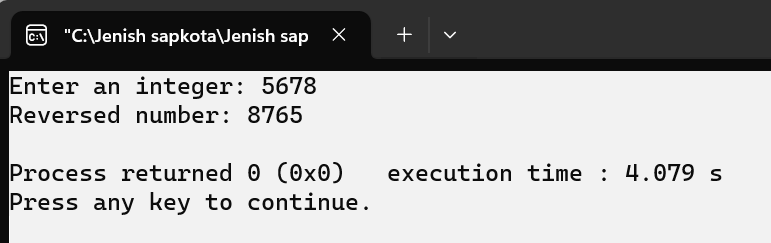 "C:\Jenish sapkota\Jenish sap
Enter an integer: 5678
Reversed number: 8765
Process returned 0 (0x0)   execution time : 4.079 s
Press any key to continue.